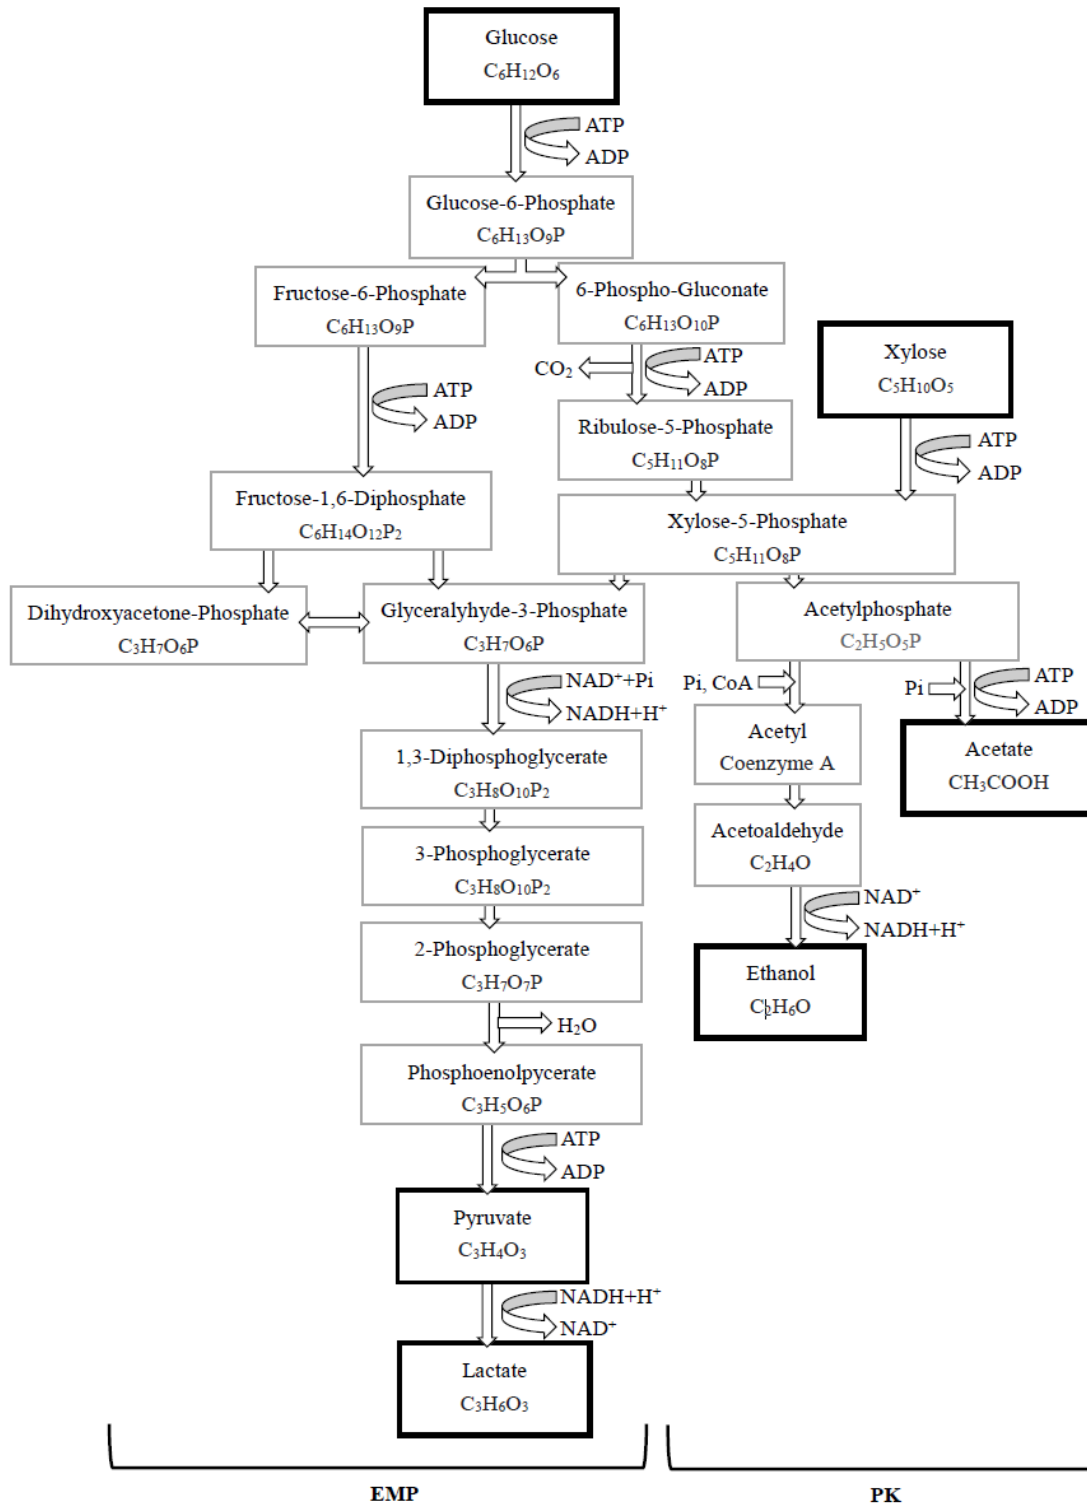 Glucose
C₆H₁₂O₆
ATP
ADP
Glucose-6-Phosphate
C₆H₁₃O₉P
Fructose-6-Phosphate
C₆H₁₃O₉P
6-Phospho-Gluconate
C₆H₁₃O₁₀P
Xylose
C₅H₁₀O₅
CO₂
ATP
ADP
ATP
ADP
Ribulose-5-Phosphate
C₅H₁₁O₈P
ATP
ADP
Fructose-1,6-Diphosphate
C₆H₁₄O₁₂P₂
Xylose-5-Phosphate
C₅H₁₁O₈P
Dihydroxyacetone-Phosphate
C₃H₇O₆P
Glyceralyhyde-3-Phosphate
C₃H₇O₆P
Acetylphosphate
C₂H₅O₅P
NAD⁺+Pi
NADH+H⁺
Pi, CoA
Pi
ATP
ADP
1,3-Diphosphoglycerate
C₃H₈O₁₀P₂
Acetyl
Coenzyme A
Acetate
CH₃COOH
3-Phosphoglycerate
C₃H₈O₁₀P₂
Acetoaldehyde
C₂H₄O
NAD⁺
NADH+H⁺
2-Phosphoglycerate
C₃H₇O₇P
Ethanol
C₂H₆O
H₂O
Phosphoenolpycerate
C₃H₅O₆P
ATP
ADP
Pyruvate
C₃H₄O₃
NADH+H⁺
NAD⁺
Lactate
C₃H₆O₃
EMP
PK